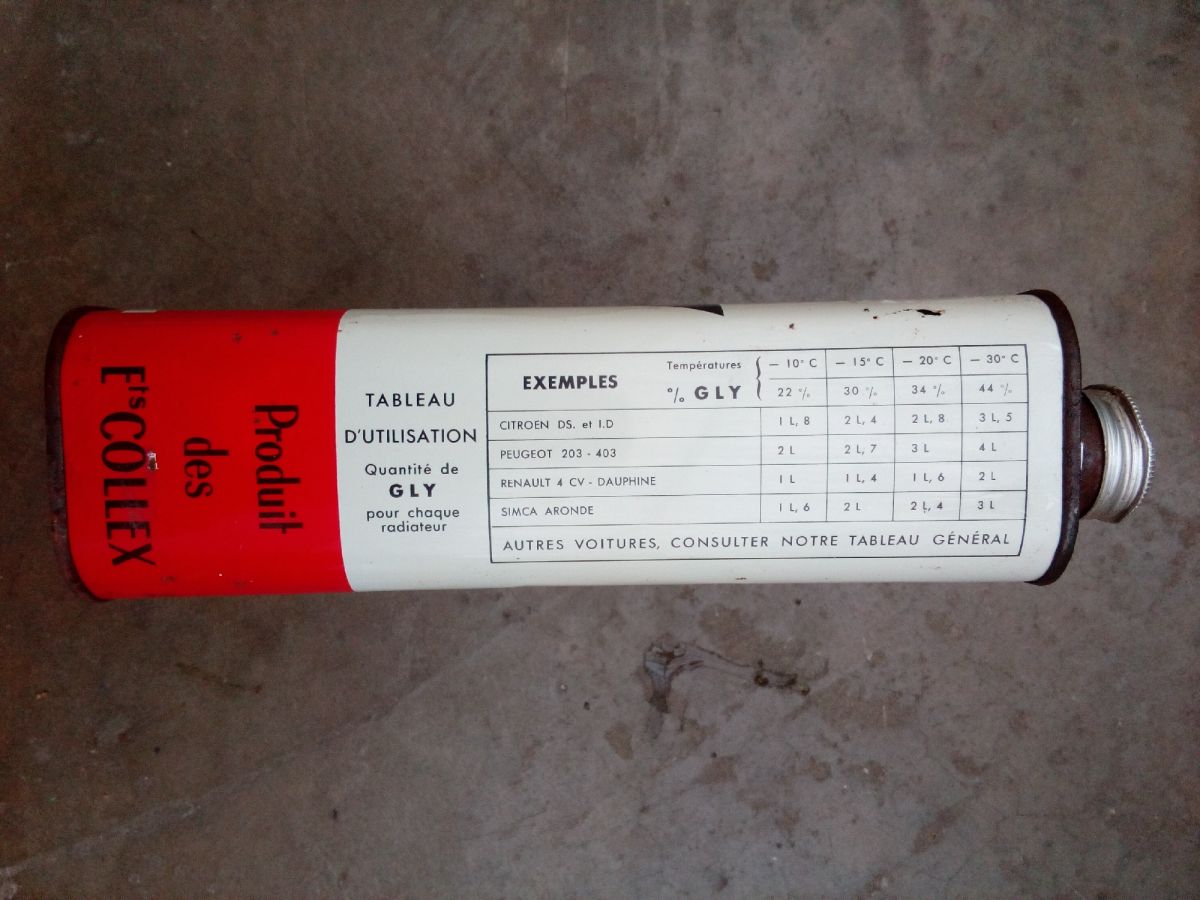 Produit
des
Ets COLLEX
TABLEAU
D'UTILISATION
Quantité de
GLY
pour chaque
radiateur
EXEMPLES Températures — 10° C — 15° C — 20° C — 30° C
% GLY 22 % 30 % 34 % 44 %
CITROEN DS. et I.D 1 L, 8 2 L, 4 2 L, 8 3 L, 5
PEUGEOT 203 - 403 2 L 2 L, 7 3 L 4 L
RENAULT 4 CV - DAUPHINE 1 L 1 L, 4 1 L, 6 2 L
SIMCA ARONDE 1 L, 6 2 L 2 L, 4 3 L
AUTRES VOITURES, CONSULTER NOTRE TABLEAU GÉNÉRAL